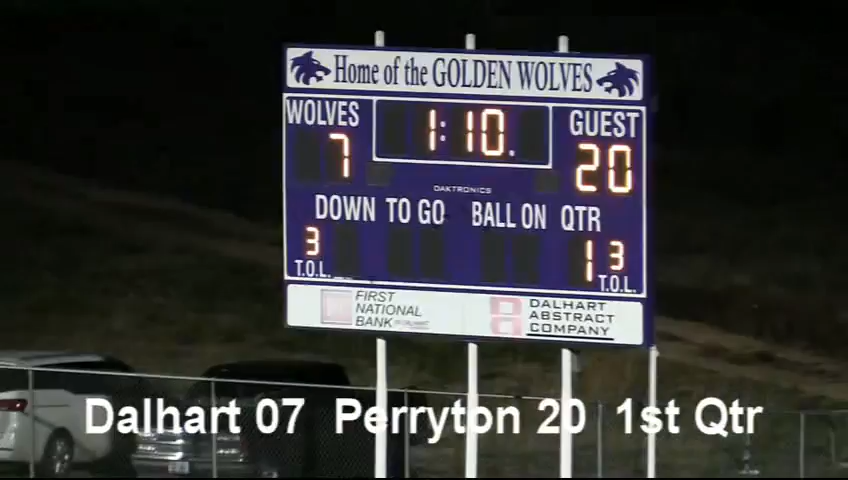 Home of the GOLDEN WOLVES
WOLVES 1:10. GUEST
7 20
DAKTRONICS
DOWN TO GO BALL ON QTR
3 1 3
T.O.L. T.O.L.
FIRST
NATIONAL
BANK
DALHART
ABSTRACT
COMPANY
Dalhart 07 Perryton 20 1st Qtr